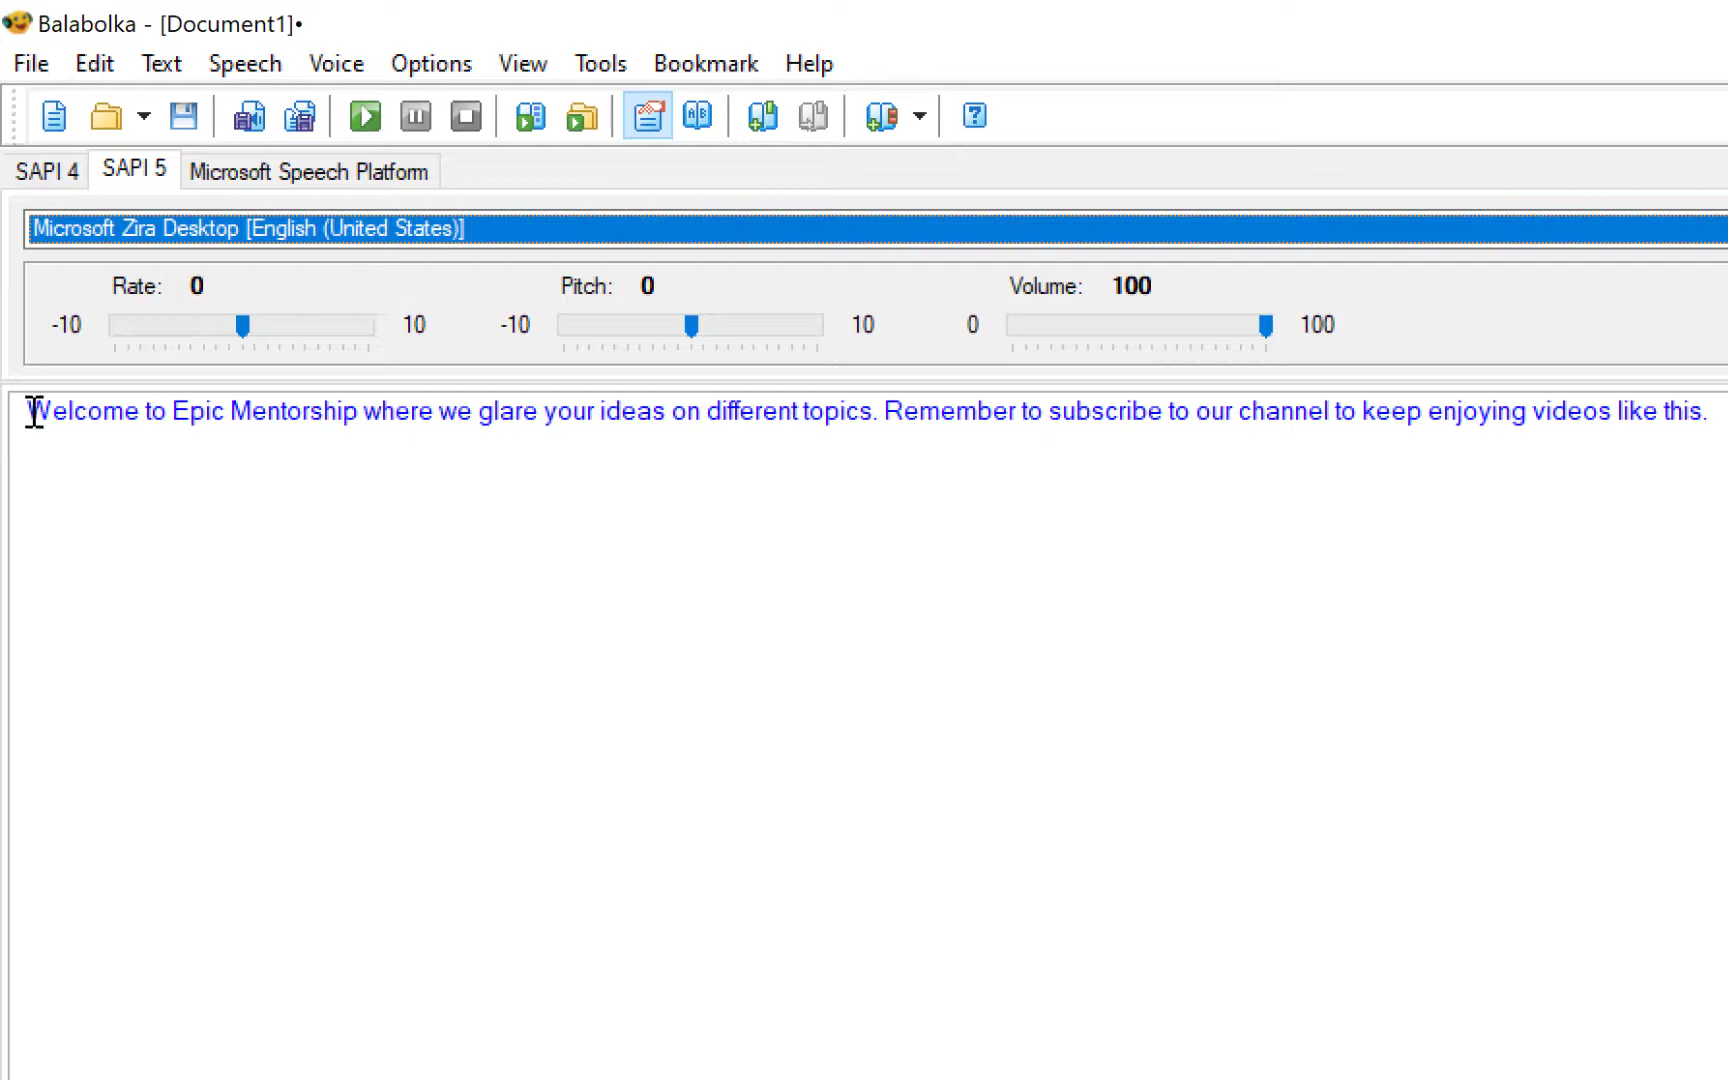 Balabolka - [Document1]•
File Edit Text Speech Voice Options View Tools Bookmark Help
SAPI 4 SAPI 5 Microsoft Speech Platform
Microsoft Zira Desktop [English (United States)]
Rate: 0 Pitch: 0 Volume: 100
-10 10 -10 10 0 100
Welcome to Epic Mentorship where we glare your ideas on different topics. Remember to subscribe to our channel to keep enjoying videos like this.